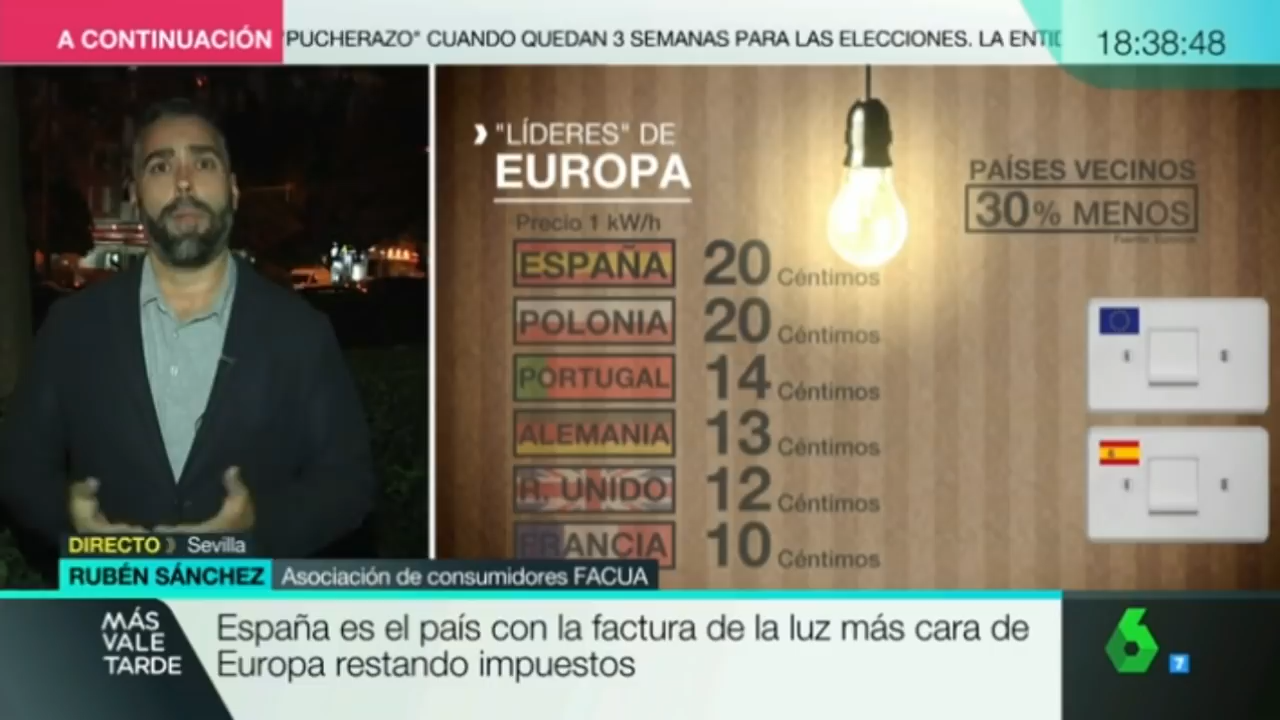 A CONTINUACIÓN
"PUCHERAZO" CUANDO QUEDAN 3 SEMANAS PARA LAS ELECCIONES. LA ENTI
18:38:48
"LÍDERES" DE
EUROPA
Precio 1 kW/h
ESPAÑA 20 Céntimos
POLONIA 20 Céntimos
PORTUGAL 14 Céntimos
ALEMANIA 13 Céntimos
R. UNIDO 12 Céntimos
FRANCIA 10 Céntimos
PAÍSES VECINOS
30% MENOS
DIRECTO Sevilla
RUBÉN SÁNCHEZ Asociación de consumidores FACUA
MÁS
VALE
TARDE
España es el país con la factura de la luz más cara de
Europa restando impuestos
6
7